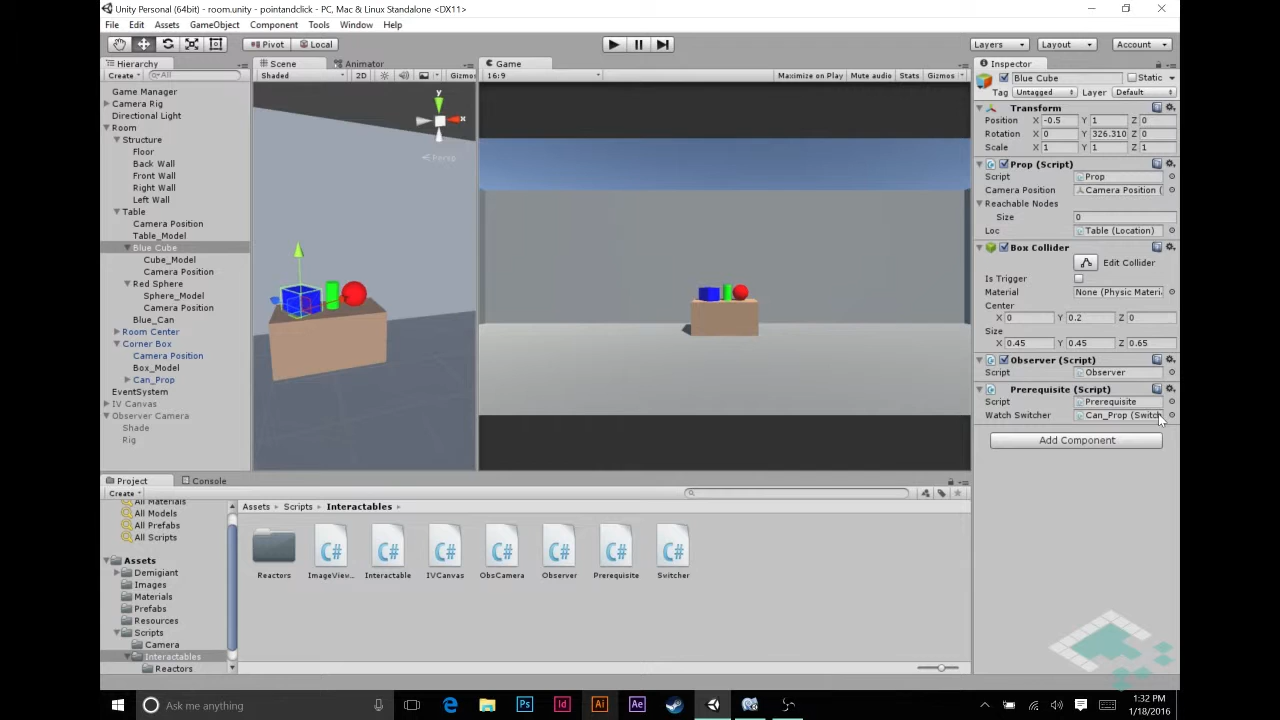 Unity Personal (64bit) - room.unity - pointandclick - PC, Mac & Linux Standalone <DX11>
File Edit Assets GameObject Component Tools Window Help
Pivot Local Layers Layout Account
Hierarchy
Create All
Game Manager
Camera Rig
Directional Light
Room
Structure
Floor
Back Wall
Front Wall
Right Wall
Left Wall
Table
Camera Position
Table_Model
Blue Cube
Cube_Model
Camera Position
Red Sphere
Sphere_Model
Camera Position
Blue_Can
Room Center
Corner Box
Camera Position
Box_Model
Can_Prop
EventSystem
IV Canvas
Observer Camera
Shade
Rig
Scene Animator
Shaded 2D Gizmos
y
x
Persp
Game
16:9 Maximize on Play Mute audio Stats Gizmos
Inspector
Blue Cube Static
Tag Untagged Layer Default
Transform
Position X -0.5 Y 1 Z 0
Rotation X 0 Y 326.310 Z 0
Scale X 1 Y 1 Z 1
Prop (Script)
Script Prop
Camera Position Camera Position (
Reachable Nodes
Size 0
Loc Table (Location)
Box Collider
Edit Collider
Is Trigger
Material None (Physic Materi
Center
X 0 Y 0.2 Z 0
Size
X 0.45 Y 0.45 Z 0.65
Observer (Script)
Script Observer
Prerequisite (Script)
Script Prerequisite
Watch Switcher Can_Prop (Switch
Add Component
Project Console
Create
All Materials
All Models
All Prefabs
All Scripts
Assets
Demigiant
Images
Materials
Prefabs
Resources
Scripts
Camera
Interactables
Reactors
Assets Scripts Interactables
C# C# C# C# C# C# C#
Reactors ImageView... Interactable IVCanvas ObsCamera Observer Prerequisite Switcher
Ask me anything
Ps Id Ai Ae
1:32 PM
1/18/2016